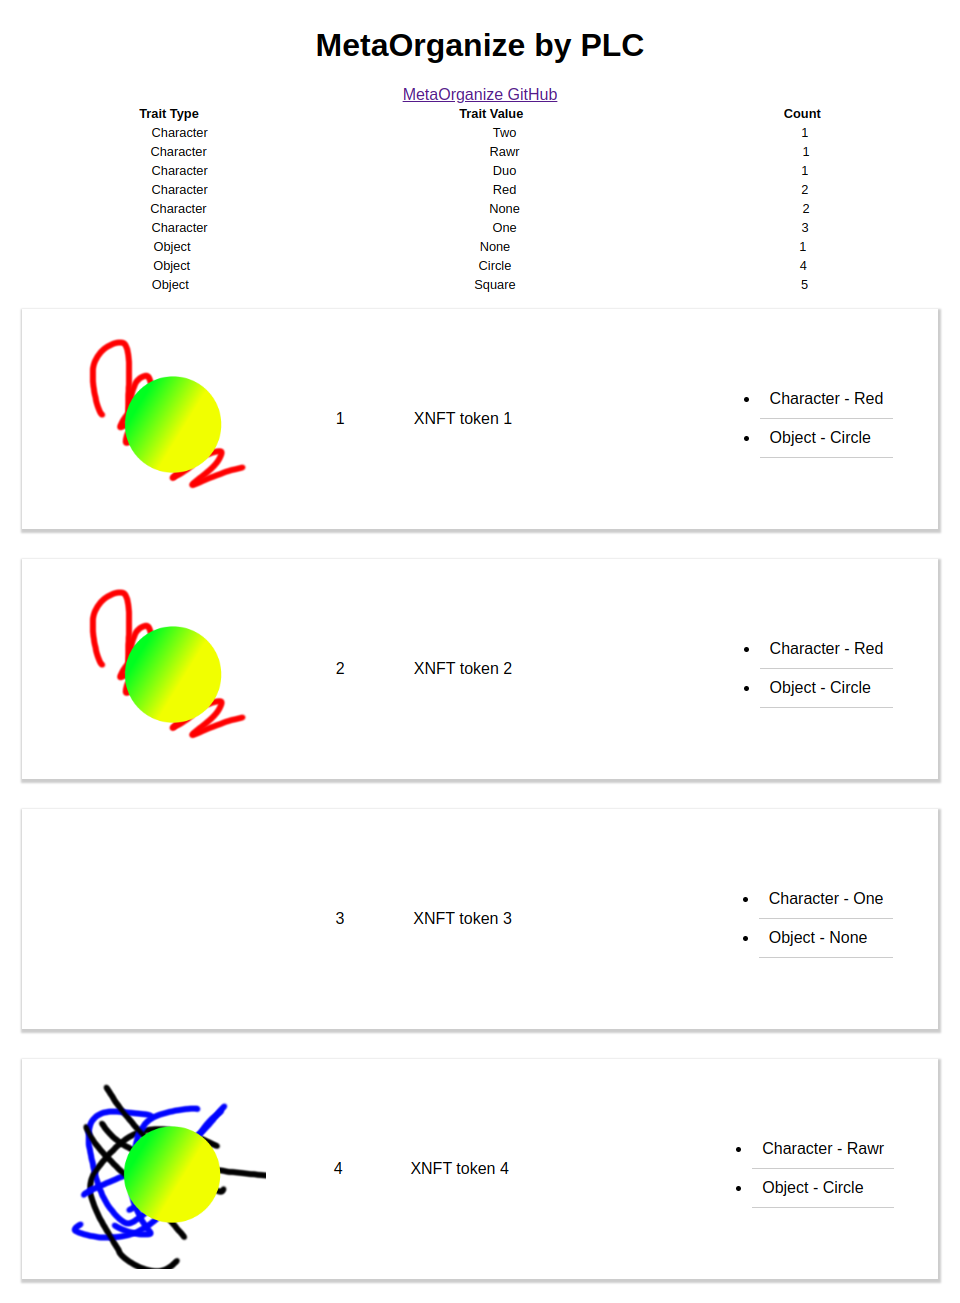 MetaOrganize by PLC
MetaOrganize GitHub
Trait Type Trait Value Count
Character Two 1
Character Rawr 1
Character Duo 1
Character Red 2
Character None 2
Character One 3
Object None 1
Object Circle 4
Object Square 5
1 XNFT token 1
• Character - Red
• Object - Circle
2 XNFT token 2
• Character - Red
• Object - Circle
3 XNFT token 3
• Character - One
• Object - None
4 XNFT token 4
• Character - Rawr
• Object - Circle